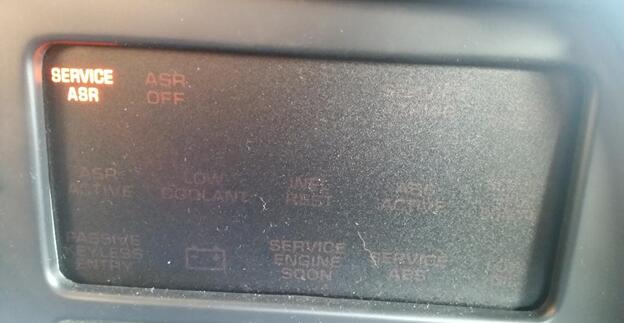 SERVICE
ASR
ASR
OFF
ASR
ACTIVE
LOW
COOLANT
INFL
REST
ABS
ACTIVE
PASSIVE
KEYLESS
ENTRY
SERVICE
ENGINE
SOON
SERVICE
ABS